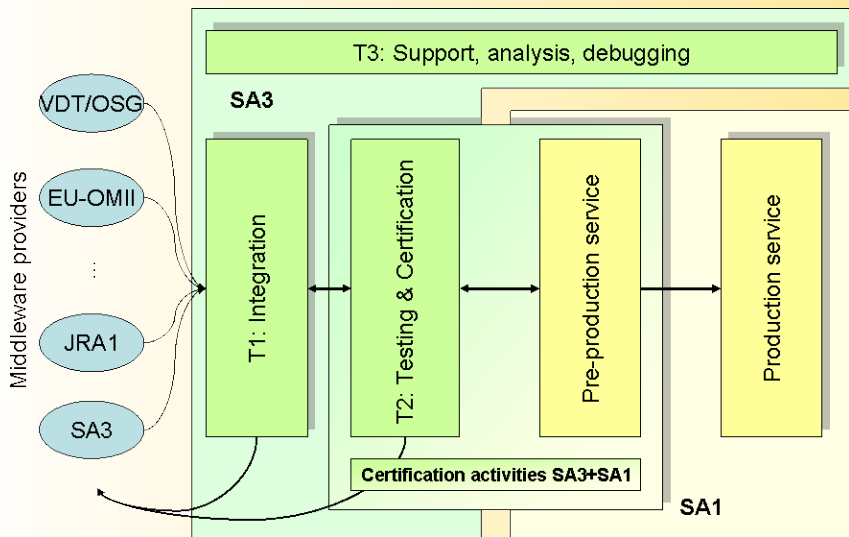 T3: Support, analysis, debugging
SA3
VDT/OSG
EU-OMII
...
JRA1
SA3
Middleware providers
T1: Integration
T2: Testing & Certification
Pre-production service
Production service
Certification activities SA3+SA1
SA1